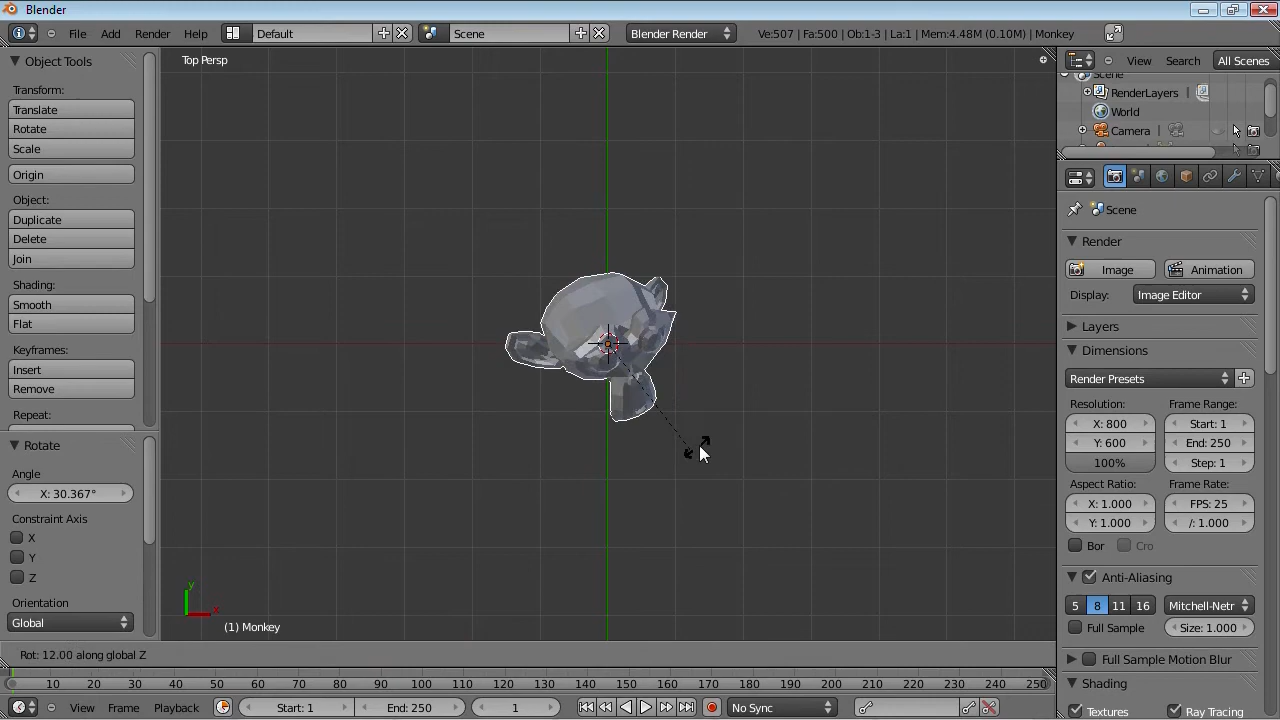 Blender
File Add Render Help Default Scene Blender Render Ve:507 | Fa:500 | Ob:1-3 | La:1 | Mem:4.48M (0.10M) | Monkey
Object Tools
Transform:
Translate
Rotate
Scale
Origin
Object:
Duplicate
Delete
Join
Shading:
Smooth
Flat
Keyframes:
Insert
Remove
Repeat:
Rotate
Angle
X: 30.367°
Constraint Axis
X
Y
Z
Orientation
Global
Top Persp
y
x
(1) Monkey
Rot: 12.00 along global Z
View Search All Scenes
Scene
RenderLayers
World
Camera
Scene
Render
Image Animation
Display: Image Editor
Layers
Dimensions
Render Presets
Resolution: Frame Range:
X: 800 Start: 1
Y: 600 End: 250
100% Step: 1
Aspect Ratio: Frame Rate:
X: 1.000 FPS: 25
Y: 1.000 /: 1.000
Bor Cro
Anti-Aliasing
5 8 11 16 Mitchell-Netr
Full Sample Size: 1.000
Full Sample Motion Blur
Shading
Textures Ray Tracing
10 20 30 40 50 60 70 80 90 100 110 120 130 140 150 160 170 180 190 200 210 220 230 240 250
View Frame Playback Start: 1 End: 250 1 No Sync